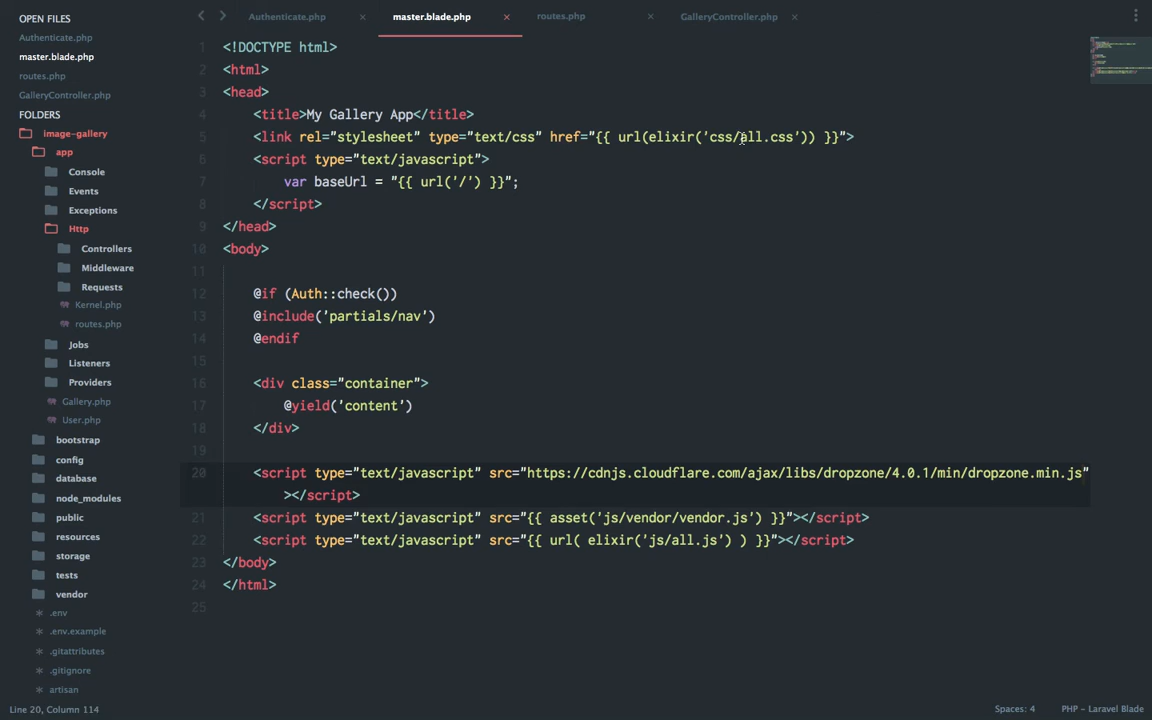 OPEN FILES
Authenticate.php
master.blade.php
routes.php
GalleryController.php
FOLDERS
image-gallery
app
Console
Events
Exceptions
Http
Controllers
Middleware
Requests
Kernel.php
routes.php
Jobs
Listeners
Providers
Gallery.php
User.php
bootstrap
config
database
node_modules
public
resources
storage
tests
vendor
.env
.env.example
.gitattributes
.gitignore
artisan
Authenticate.php master.blade.php routes.php GalleryController.php
1 <!DOCTYPE html>
2 <html>
3 <head>
4 <title>My Gallery App</title>
5 <link rel="stylesheet" type="text/css" href="{{ url(elixir('css/all.css')) }}">
6 <script type="text/javascript">
7 var baseUrl = "{{ url('/') }}";
8 </script>
9 </head>
10 <body>
11
12 @if (Auth::check())
13 @include('partials/nav')
14 @endif
15
16 <div class="container">
17 @yield('content')
18 </div>
19
20 <script type="text/javascript" src="https://cdnjs.cloudflare.com/ajax/libs/dropzone/4.0.1/min/dropzone.min.js"
></script>
21 <script type="text/javascript" src="{{ asset('js/vendor/vendor.js') }}"></script>
22 <script type="text/javascript" src="{{ url( elixir('js/all.js') ) }}"></script>
23 </body>
24 </html>
25
Line 20, Column 114
Spaces: 4 PHP – Laravel Blade